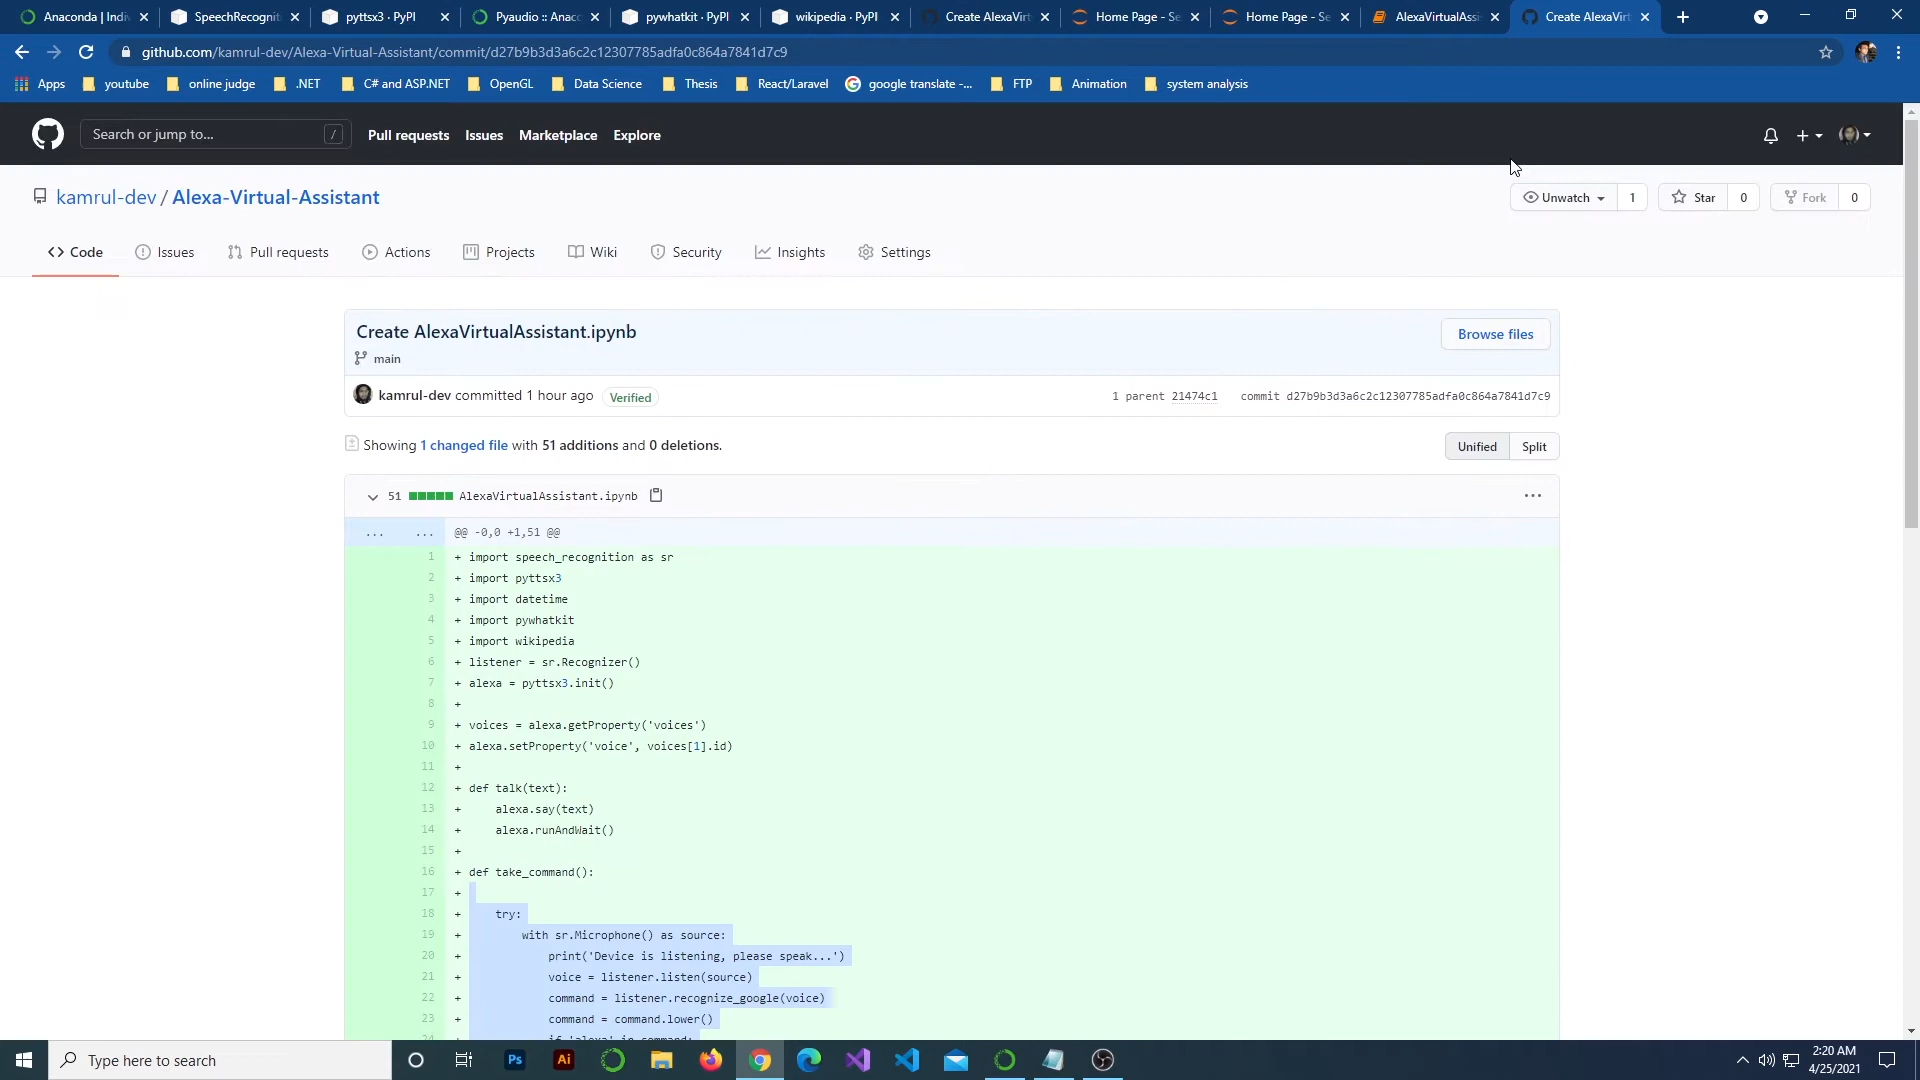 Anaconda | Indiv
SpeechRecogniti
pyttsx3 · PyPI
Pyaudio :: Anaco
pywhatkit · PyPI
wikipedia · PyPI
Create AlexaVirt
Home Page - Se
Home Page - Se
AlexaVirtualAssi
Create AlexaVirt
github.com/kamrul-dev/Alexa-Virtual-Assistant/commit/d27b9b3d3a6c2c12307785adfa0c864a7841d7c9
Apps
youtube
online judge
.NET
C# and ASP.NET
OpenGL
Data Science
Thesis
React/Laravel
google translate -...
FTP
Animation
system analysis
Search or jump to...
/
Pull requests
Issues
Marketplace
Explore
kamrul-dev / Alexa-Virtual-Assistant
Unwatch 1
Star 0
Fork 0
Code
Issues
Pull requests
Actions
Projects
Wiki
Security
Insights
Settings
Create AlexaVirtualAssistant.ipynb
Browse files
main
kamrul-dev committed 1 hour ago Verified
1 parent 21474c1 commit d27b9b3d3a6c2c12307785adfa0c864a7841d7c9
Showing 1 changed file with 51 additions and 0 deletions.
Unified Split
51 AlexaVirtualAssistant.ipynb
... ... @@ -0,0 +1,51 @@
1 + import speech_recognition as sr
2 + import pyttsx3
3 + import datetime
4 + import pywhatkit
5 + import wikipedia
6 + listener = sr.Recognizer()
7 + alexa = pyttsx3.init()
8 +
9 + voices = alexa.getProperty('voices')
10 + alexa.setProperty('voice', voices[1].id)
11 +
12 + def talk(text):
13 + alexa.say(text)
14 + alexa.runAndWait()
15 +
16 + def take_command():
17 +
18 + try:
19 + with sr.Microphone() as source:
20 + print('Device is listening, please speak...')
21 + voice = listener.listen(source)
22 + command = listener.recognize_google(voice)
23 + command = command.lower()
24 + if 'alexa' in command:
Type here to search
Ps
Ai
2:20 AM
4/25/2021